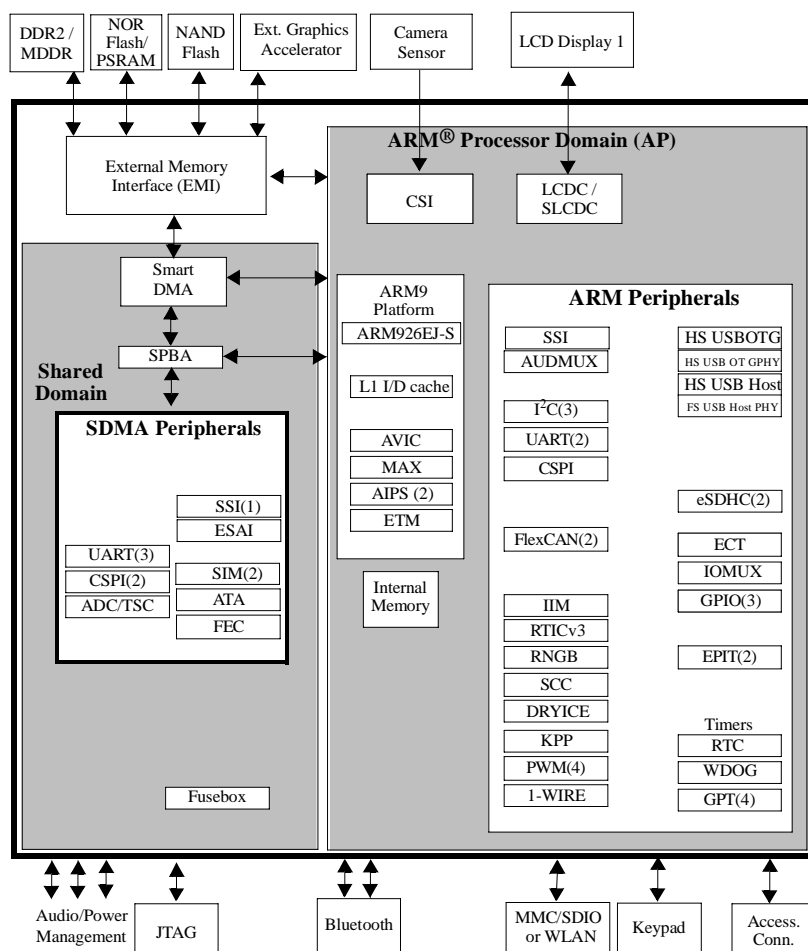 DDR2 /
MDDR
NOR
Flash/
PSRAM
NAND
Flash
Ext. Graphics
Accelerator
Camera
Sensor
LCD Display 1
ARM® Processor Domain (AP)
External Memory
Interface (EMI)
CSI
LCDC /
SLCDC
Smart
DMA
SPBA
Shared
Domain
SDMA Peripherals
SSI(1)
ESAI
UART(3)
CSPI(2)
ADC/TSC
SIM(2)
ATA
FEC
Fusebox
ARM9
Platform
ARM926EJ-S
L1 I/D cache
AVIC
MAX
AIPS (2)
ETM
Internal
Memory
ARM Peripherals
SSI
AUDMUX
I²C(3)
UART(2)
CSPI
FlexCAN(2)
IIM
RTICv3
RNGB
SCC
DRYICE
KPP
PWM(4)
1-WIRE
HS USBOTG
HS USB OT GPHY
HS USB Host
FS USB Host PHY
eSDHC(2)
ECT
IOMUX
GPIO(3)
EPIT(2)
Timers
RTC
WDOG
GPT(4)
Audio/Power
Management
JTAG
Bluetooth
MMC/SDIO
or WLAN
Keypad
Access.
Conn.